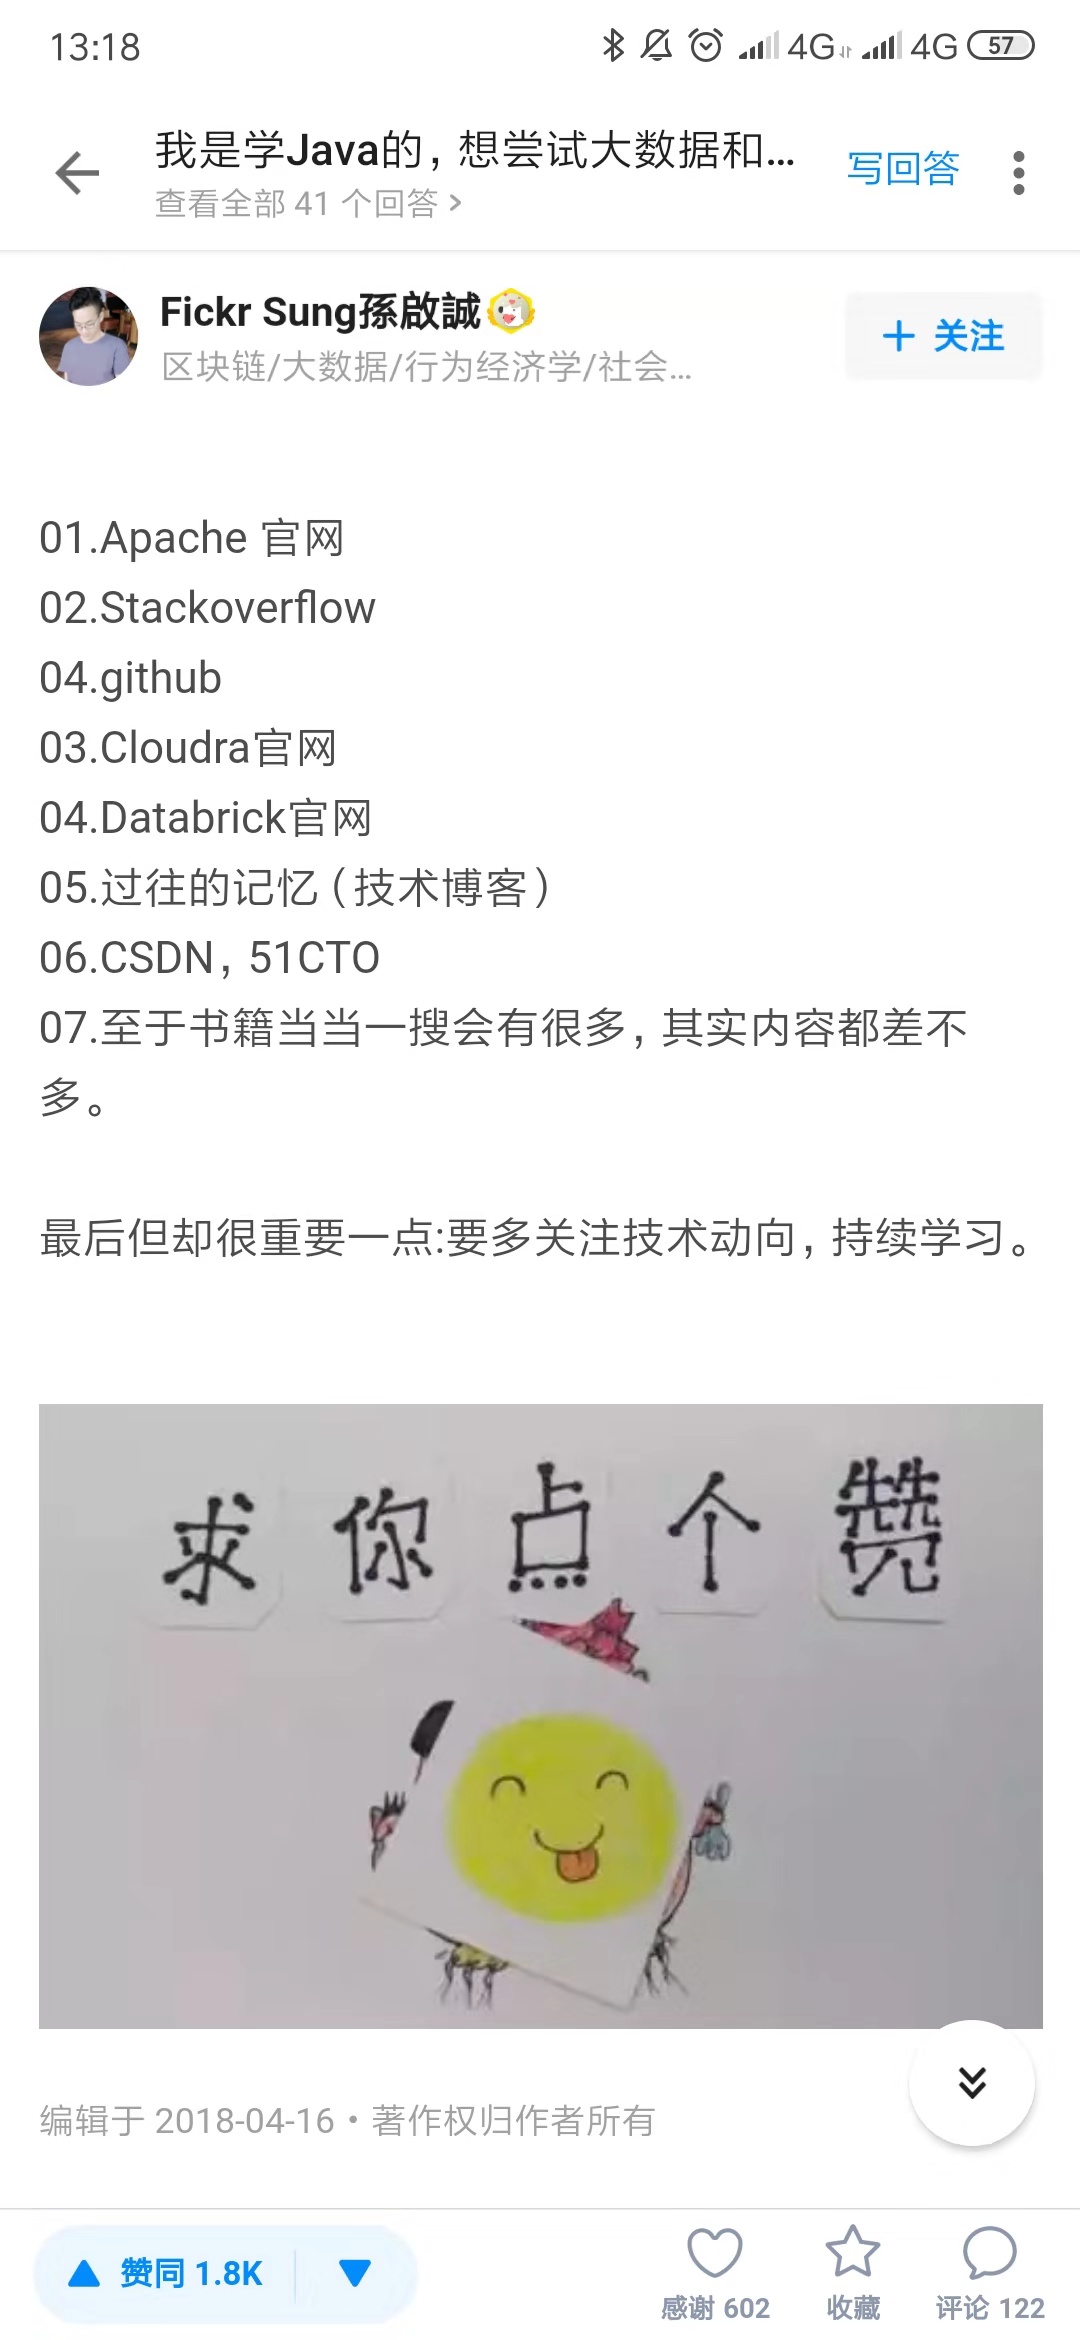 13:18
4G 4G 57
我是学Java的，想尝试大数据和...
写回答
查看全部 41 个回答 >
Fickr Sung孫啟誠
区块链/大数据/行为经济学/社会...
+ 关注
01.Apache 官网
02.Stackoverflow
04.github
03.Cloudra官网
04.Databrick官网
05.过往的记忆（技术博客）
06.CSDN，51CTO
07.至于书籍当当一搜会有很多，其实内容都差不
多。
最后但却很重要一点:要多关注技术动向，持续学习。
求你点个赞
编辑于 2018-04-16 · 著作权归作者所有
赞同 1.8K
感谢 602
收藏
评论 122